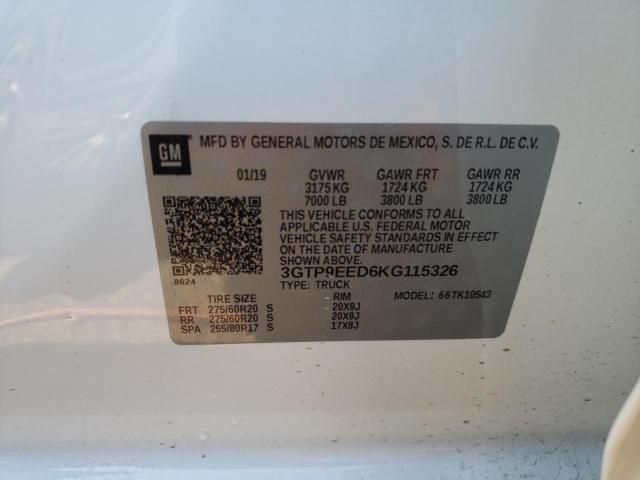 GM
MFD BY GENERAL MOTORS DE MEXICO, S. DE R.L. DE C.V.
01/19 GVWR GAWR FRT GAWR RR
3175 KG 1724 KG 1724 KG
7000 LB 3800 LB 3800 LB
THIS VEHICLE CONFORMS TO ALL
APPLICABLE U.S. FEDERAL MOTOR
VEHICLE SAFETY STANDARDS IN EFFECT
ON THE DATE OF MANUFACTURE
SHOWN ABOVE.
8624 3GTP9EED6KG115326
TYPE: TRUCK MODEL: 66TK10543
TIRE SIZE RIM
FRT 275/60R20 S 20X9J
RR 275/60R20 S 20X9J
SPA 255/80R17 S 17X8J